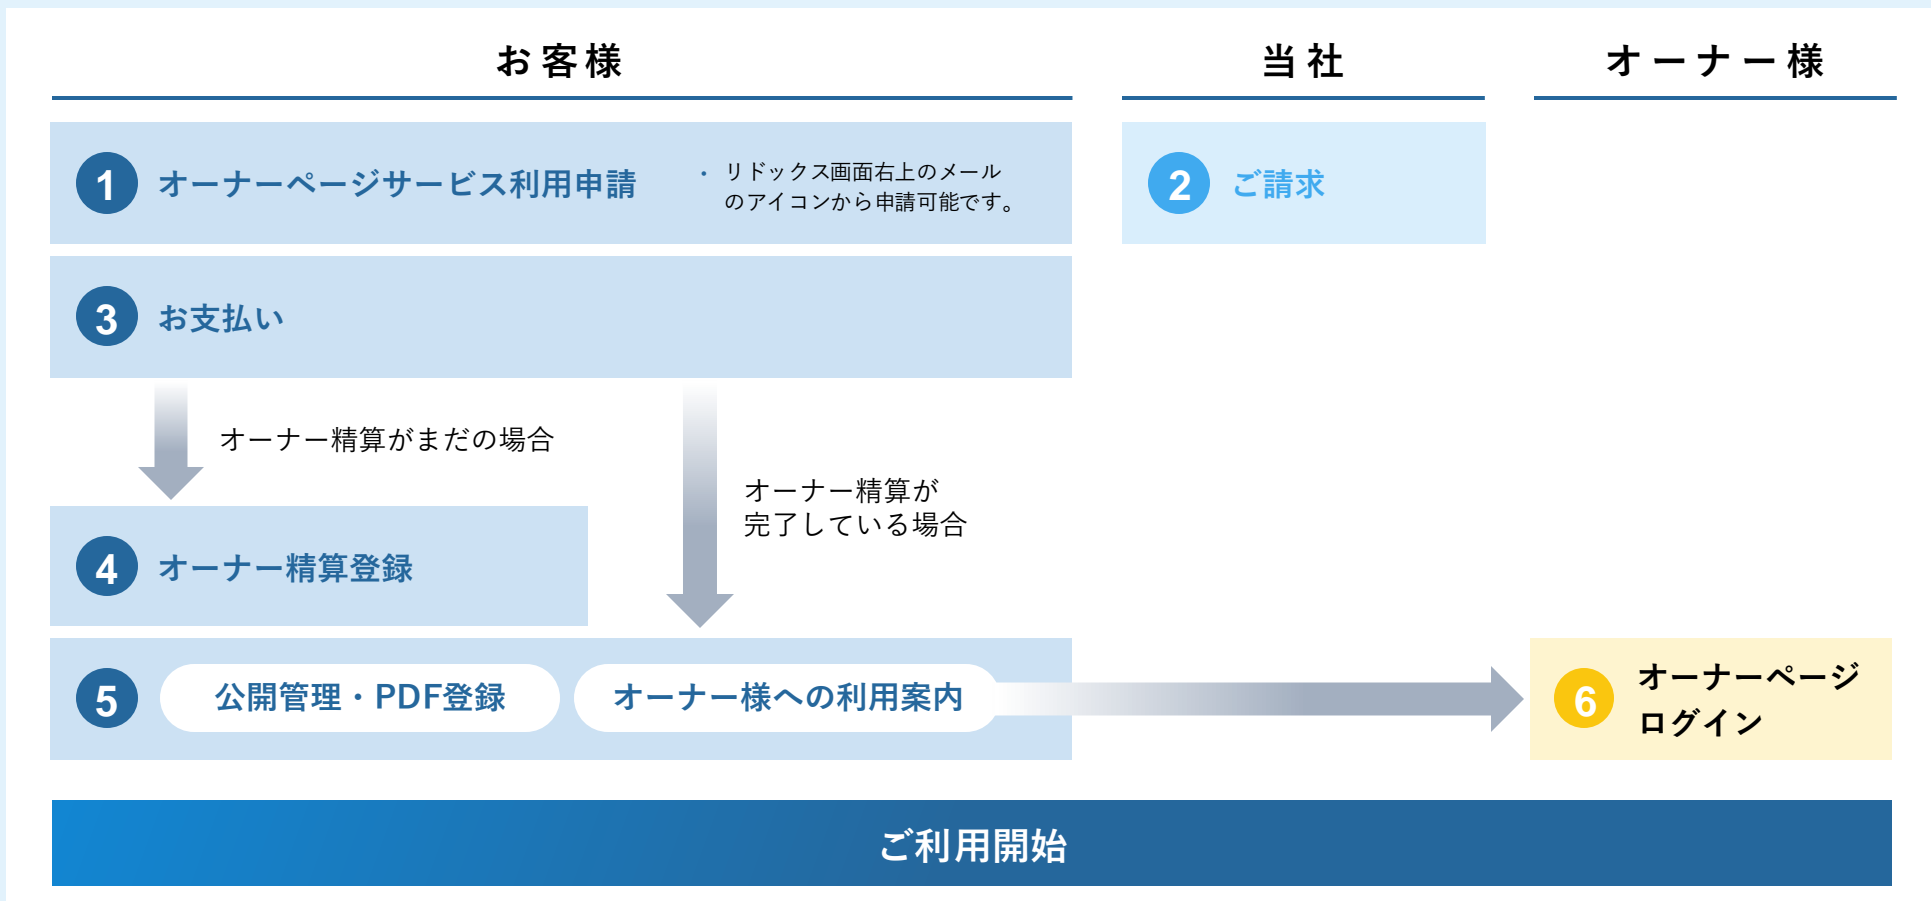 お客様
当社
オーナー様
1 オーナーページサービス利用申請
・ リドックス画面右上のメール
のアイコンから申請可能です。
2 ご請求
3 お支払い
オーナー精算がまだの場合
オーナー精算が
完了している場合
4 オーナー精算登録
5 公開管理・PDF登録 オーナー様への利用案内
6 オーナーページ
ログイン
ご利用開始